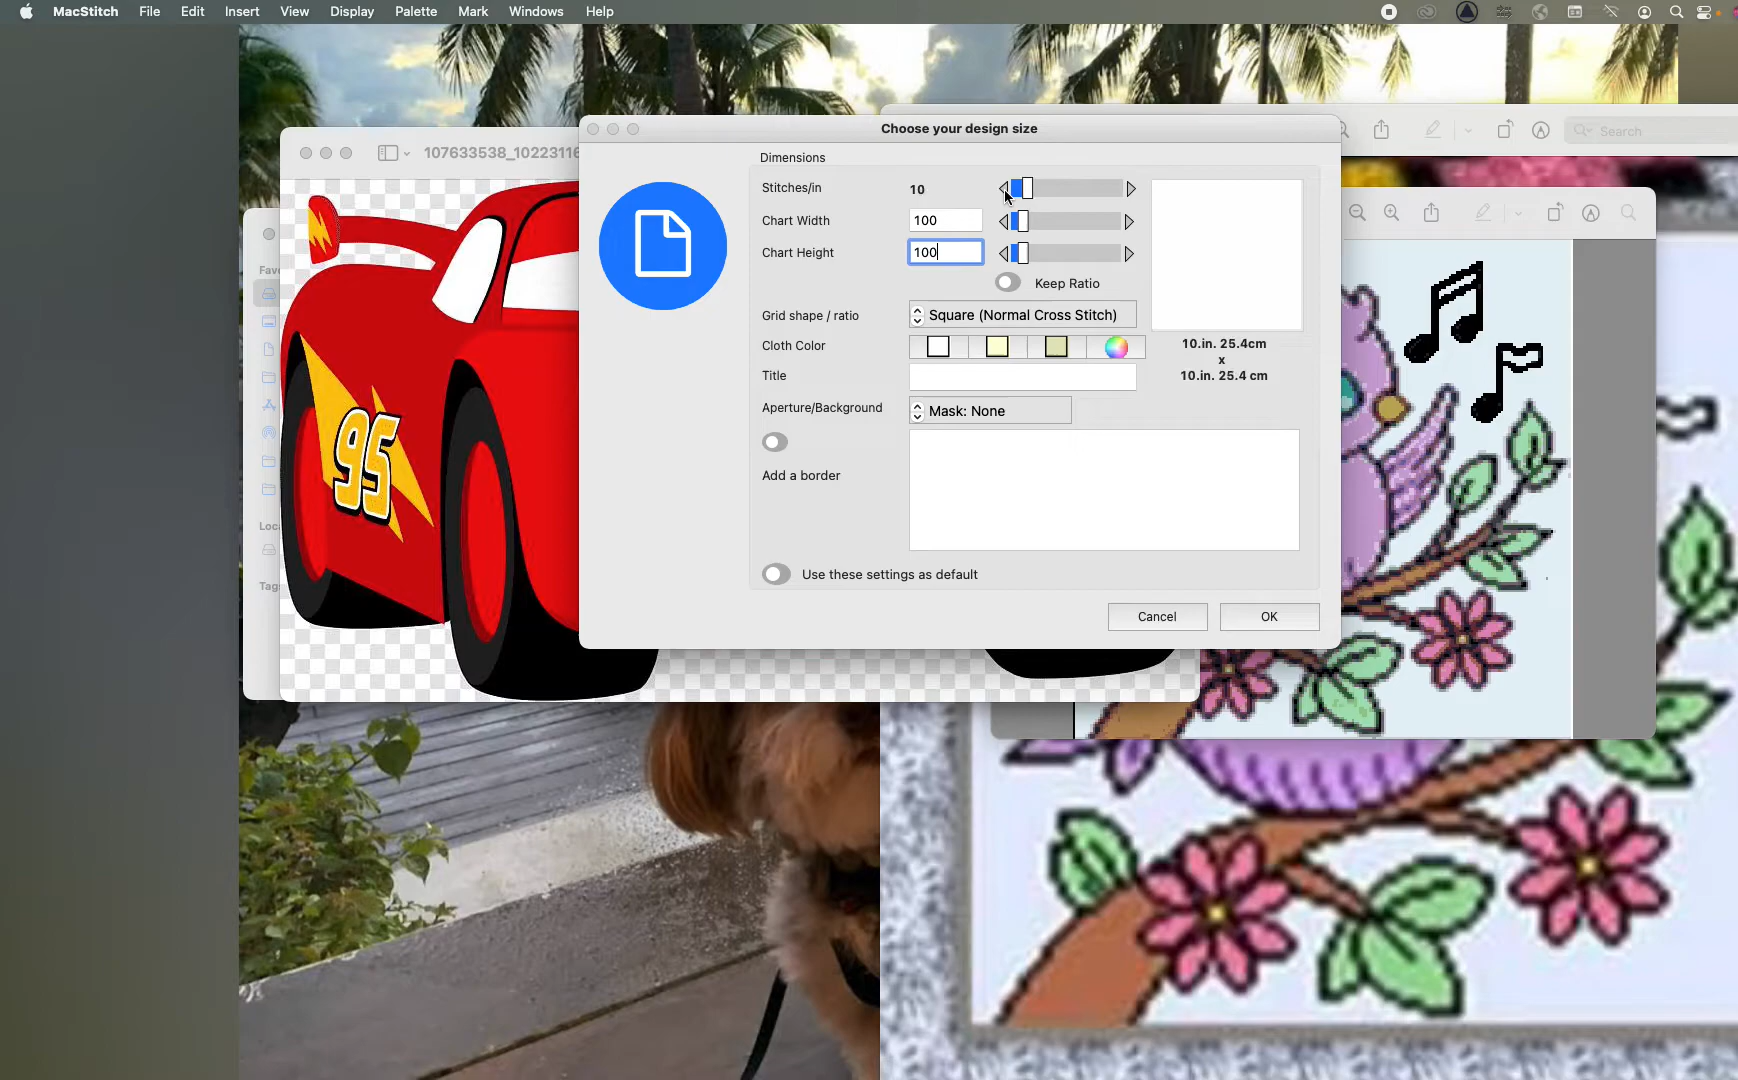 MacStitch File Edit Insert View Display Palette Mark Windows Help
107633538_10223116
Choose your design size
Search
Dimensions
Stitches/in 10
Chart Width 100
Chart Height 100
Keep Ratio
Grid shape / ratio Square (Normal Cross Stitch)
Cloth Color
10.in. 25.4cm
x
10.in. 25.4 cm
Title
Aperture/Background Mask: None
Add a border
Use these settings as default
Cancel OK
Fav
Loc
Tag
95